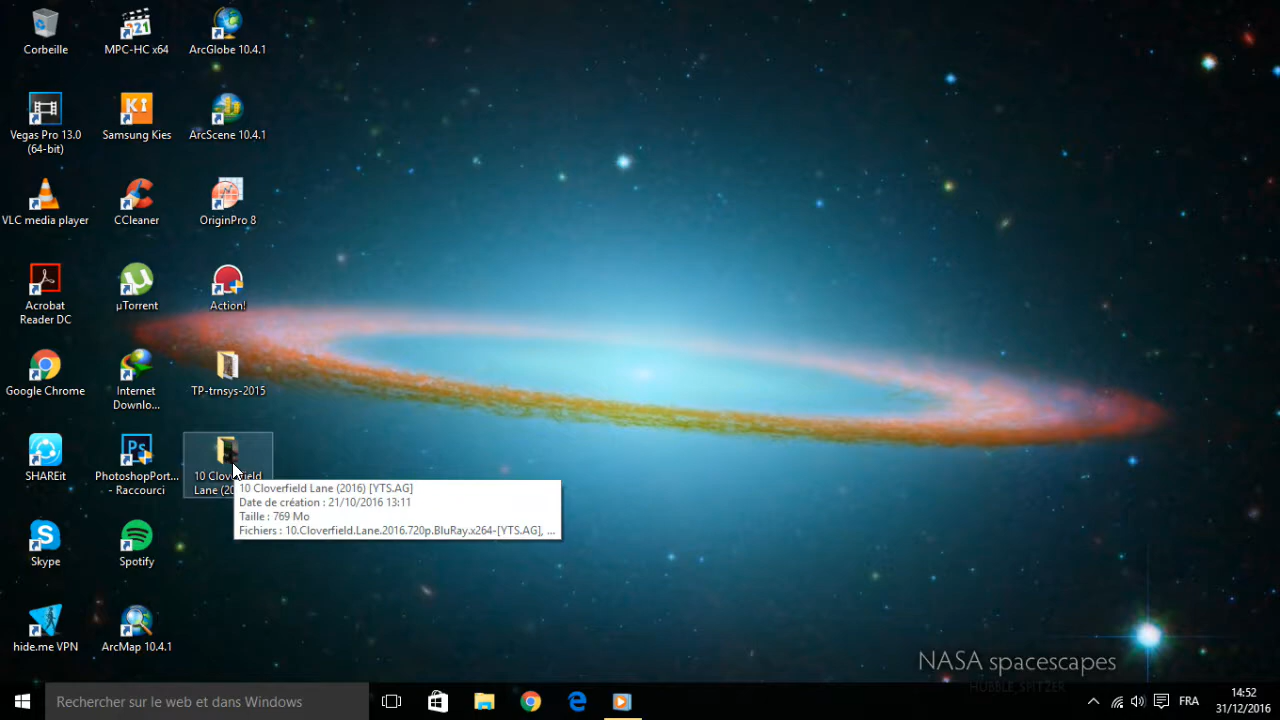 Corbeille
MPC-HC x64
ArcGlobe 10.4.1
Vegas Pro 13.0
(64-bit)
Samsung Kies
ArcScene 10.4.1
VLC media player
CCleaner
OriginPro 8
Acrobat
Reader DC
µTorrent
Action!
Google Chrome
Internet
Downlo...
TP-trnsys-2015
SHAREit
PhotoshopPort...
- Raccourci
10 Cloverfield
Lane (20
10 Cloverfield Lane (2016) [YTS.AG]
Date de création : 21/10/2016 13:11
Taille : 769 Mo
Fichiers : 10.Cloverfield.Lane.2016.720p.BluRay.x264-[YTS.AG], ...
Skype
Spotify
hide.me VPN
ArcMap 10.4.1
NASA spacescapes
HUBBLE_SPITZER
Rechercher sur le web et dans Windows
FRA
14:52
31/12/2016